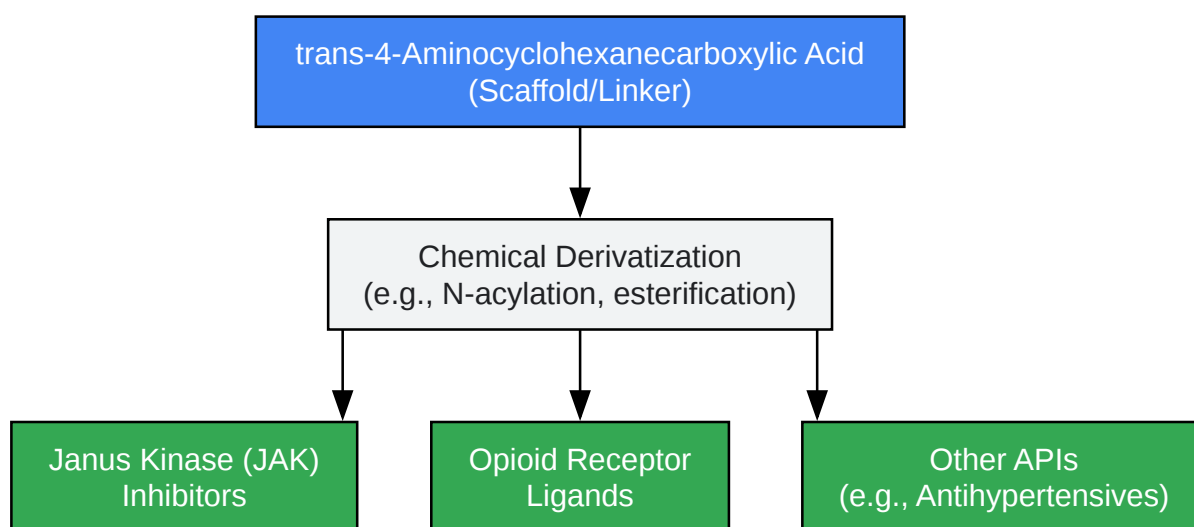 trans-4-Aminocyclohexanecarboxylic Acid
(Scaffold/Linker)
Chemical Derivatization
(e.g., N-acylation, esterification)
Janus Kinase (JAK)
Inhibitors
Opioid Receptor
Ligands
Other APIs
(e.g., Antihypertensives)